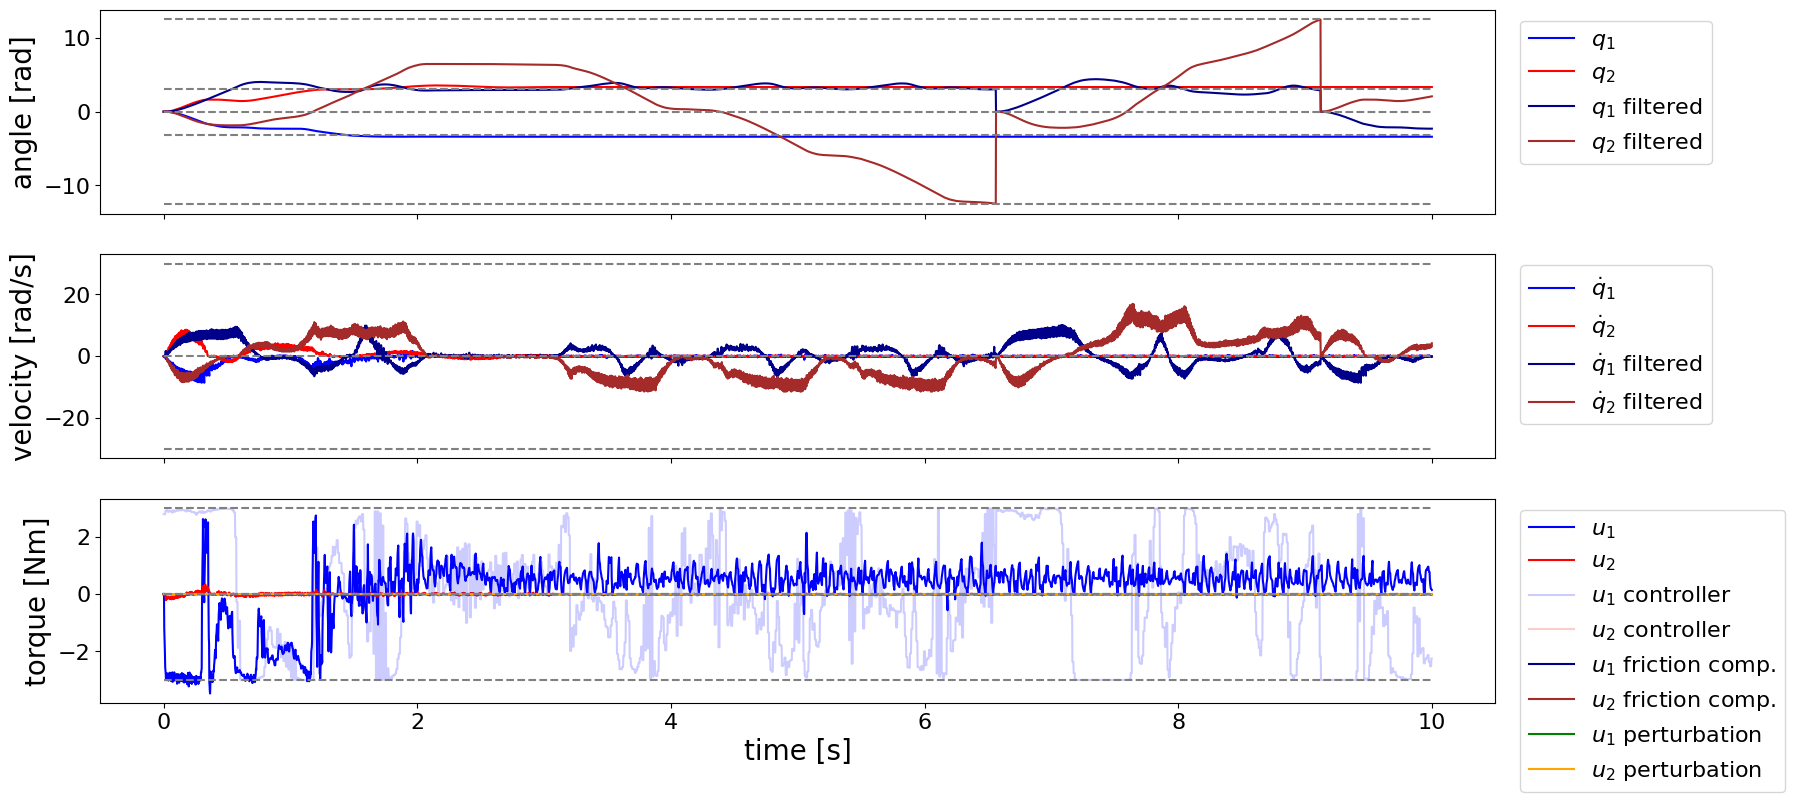 angle [rad]
10
0
−10
q₁
q₂
q₁ filtered
q₂ filtered
velocity [rad/s]
20
0
−20
q̇₁
q̇₂
q̇₁ filtered
q̇₂ filtered
torque [Nm]
2
0
−2
0 2 4 6 8 10
time [s]
u₁
u₂
u₁ controller
u₂ controller
u₁ friction comp.
u₂ friction comp.
u₁ perturbation
u₂ perturbation